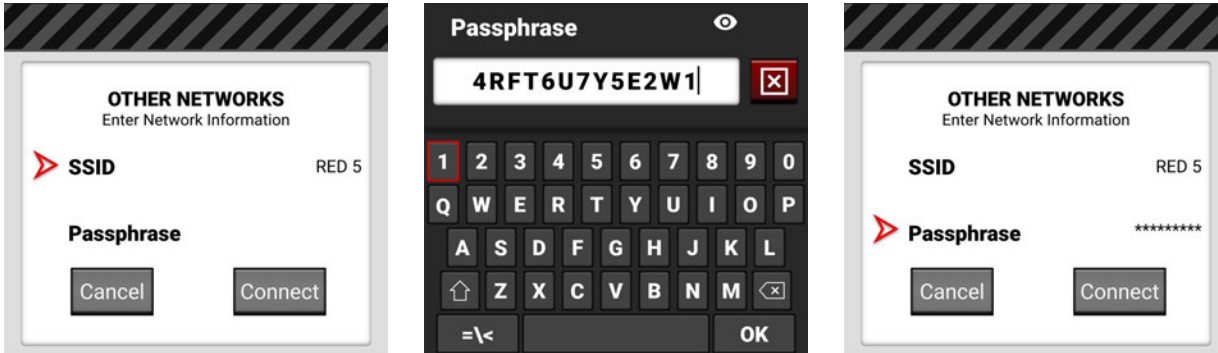 OTHER NETWORKS
Enter Network Information
SSID RED 5
Passphrase
Cancel Connect
Passphrase
4RFT6U7Y5E2W1
1 2 3 4 5 6 7 8 9 0
Q W E R T Y U I O P
A S D F G H J K L
Z X C V B N M
=\< OK
OTHER NETWORKS
Enter Network Information
SSID RED 5
Passphrase *********
Cancel Connect